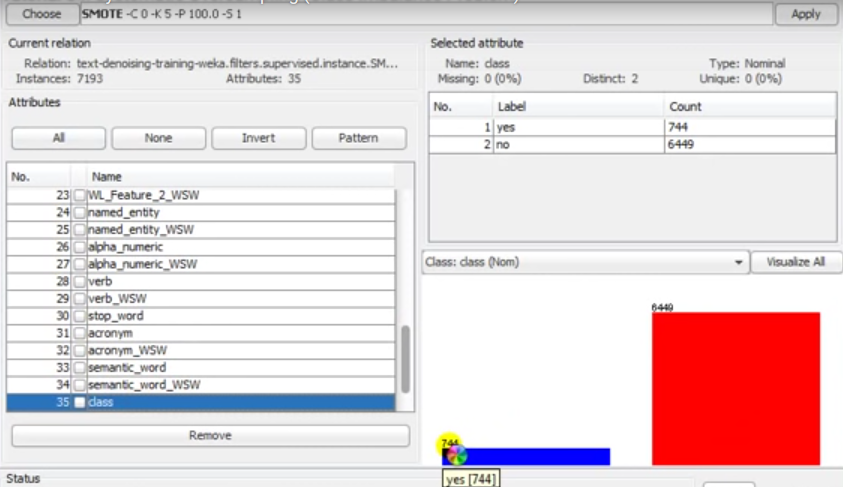 Choose SMOTE -C 0 -K 5 -P 100.0 -S 1 Apply
Current relation
Relation: text-denoising-training-weka.filters.supervised.instance.SM...
Instances: 7193 Attributes: 35
Attributes
All None Invert Pattern
No. Name
23 WL_Feature_2_WSW
24 named_entity
25 named_entity_WSW
26 alpha_numeric
27 alpha_numeric_WSW
28 verb
29 verb_WSW
30 stop_word
31 acronym
32 acronym_WSW
33 semantic_word
34 semantic_word_WSW
35 class
Remove
Status
Selected attribute
Name: class Type: Nominal
Missing: 0 (0%) Distinct: 2 Unique: 0 (0%)
No. Label Count
1 yes 744
2 no 6449
Class: class (Nom) Visualize All
6449
744
yes [744]